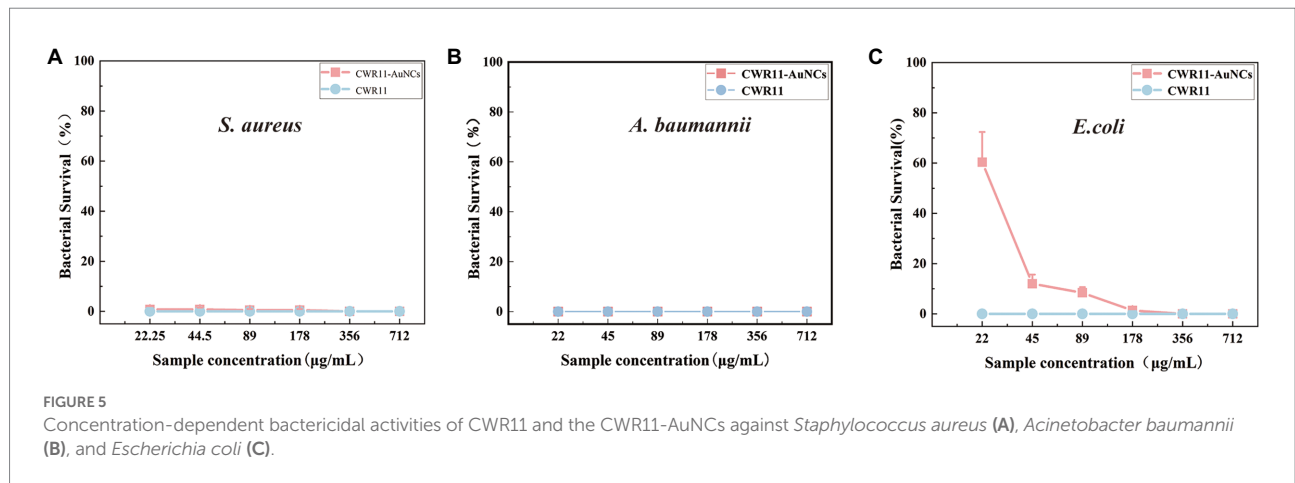 A
100
80
60
40
20
0
Bacterial Survival（%）
CWR11-AuNCs
CWR11
S. aureus
22.25 44.5 89 178 356 712
Sample concentration(μg/mL)
B
100
80
60
40
20
0
Bacterial Survival（%）
CWR11-AuNCs
CWR11
A. baumannii
22 45 89 178 356 712
Sample concentration(μg/mL)
C
100
80
60
40
20
0
Bacterial Survival(%)
CWR11-AuNCs
CWR11
E.coli
22 45 89 178 356 712
Sample concentration（μg/mL）
FIGURE 5
Concentration-dependent bactericidal activities of CWR11 and the CWR11-AuNCs against Staphylococcus aureus (A), Acinetobacter baumannii
(B), and Escherichia coli (C).